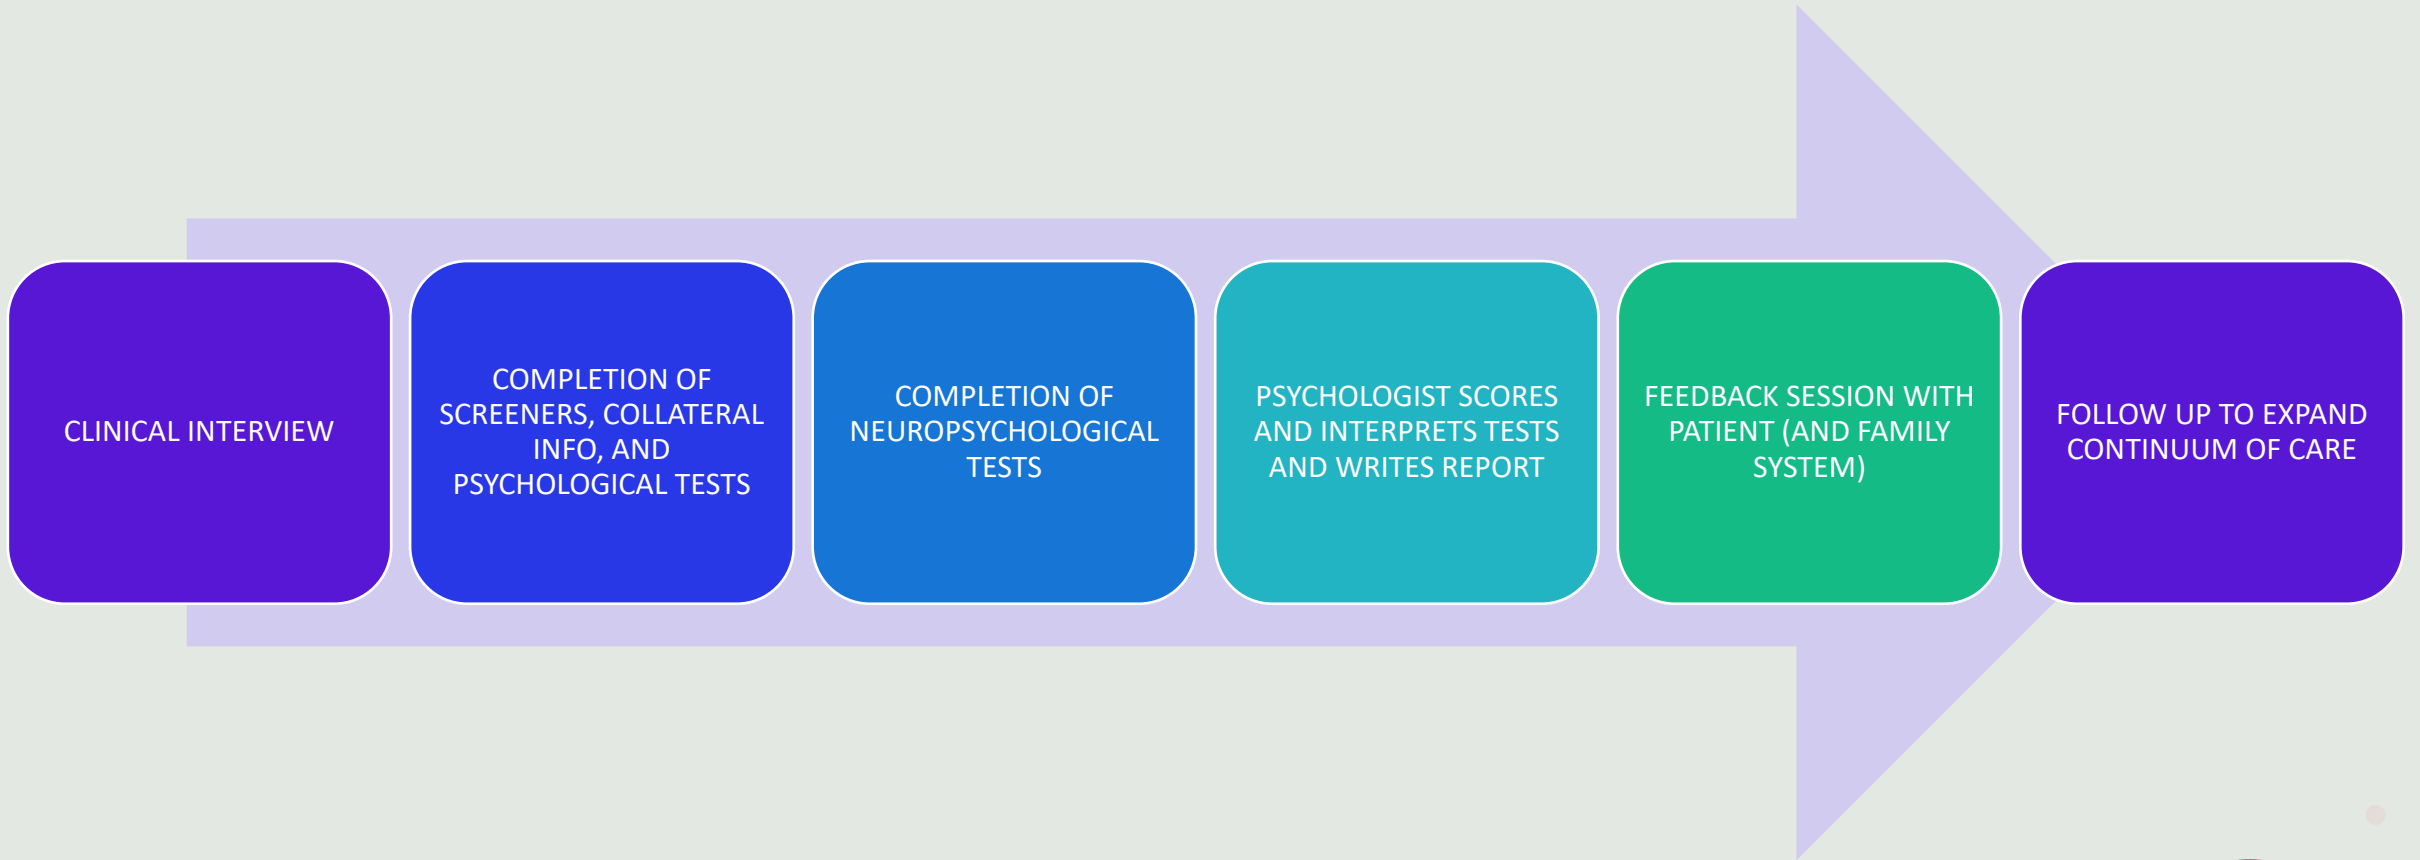 CLINICAL INTERVIEW
COMPLETION OF
SCREENERS, COLLATERAL
INFO, AND
PSYCHOLOGICAL TESTS
COMPLETION OF
NEUROPSYCHOLOGICAL
TESTS
PSYCHOLOGIST SCORES
AND INTERPRETS TESTS
AND WRITES REPORT
FEEDBACK SESSION WITH
PATIENT (AND FAMILY
SYSTEM)
FOLLOW UP TO EXPAND
CONTINUUM OF CARE